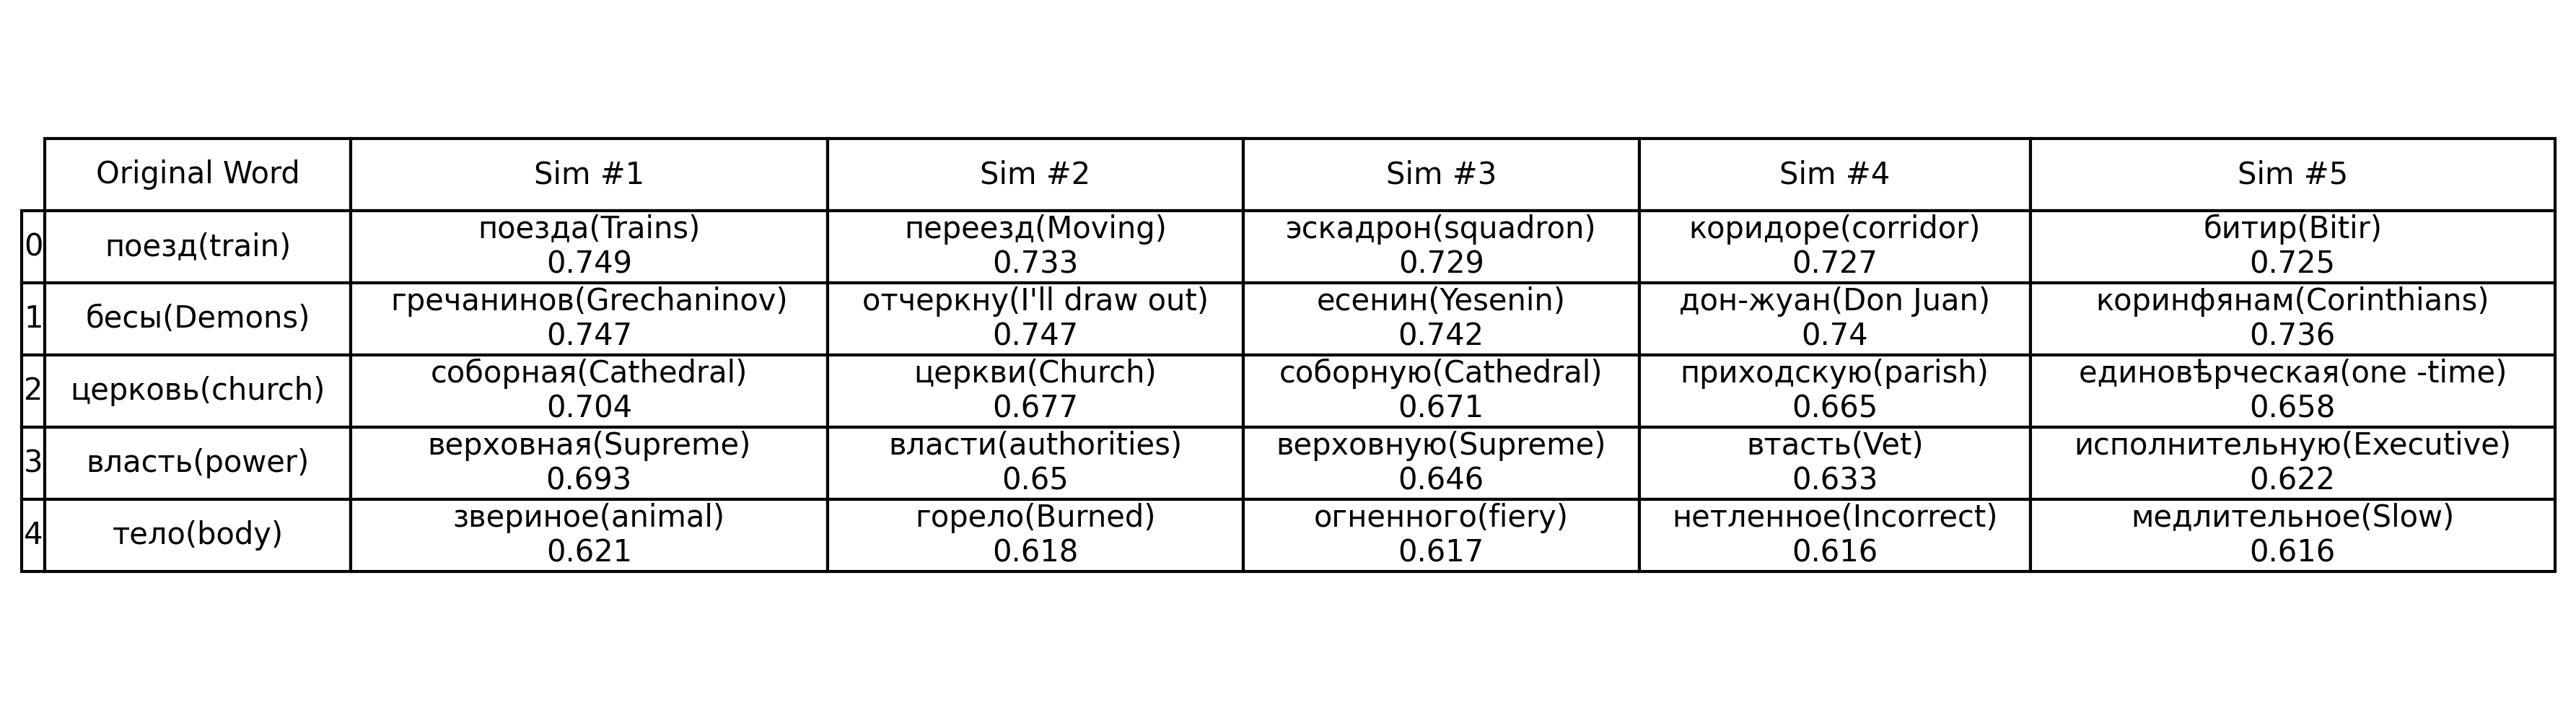 Original Word Sim #1 Sim #2 Sim #3 Sim #4 Sim #5
0 поезд(train) поезда(Trains) переезд(Moving) эскадрон(squadron) коридоре(corridor) битир(Bitir)
0.749 0.733 0.729 0.727 0.725
1 бесы(Demons) гречанинов(Grechaninov) отчеркну(I'll draw out) есенин(Yesenin) дон-жуан(Don Juan) коринфянам(Corinthians)
0.747 0.747 0.742 0.74 0.736
2 церковь(church) соборная(Cathedral) церкви(Church) соборную(Cathedral) приходскую(parish) единовѣрческая(one -time)
0.704 0.677 0.671 0.665 0.658
3 власть(power) верховная(Supreme) власти(authorities) верховную(Supreme) втасть(Vet) исполнительную(Executive)
0.693 0.65 0.646 0.633 0.622
4 тело(body) звериное(animal) горело(Burned) огненного(fiery) нетленное(Incorrect) медлительное(Slow)
0.621 0.618 0.617 0.616 0.616